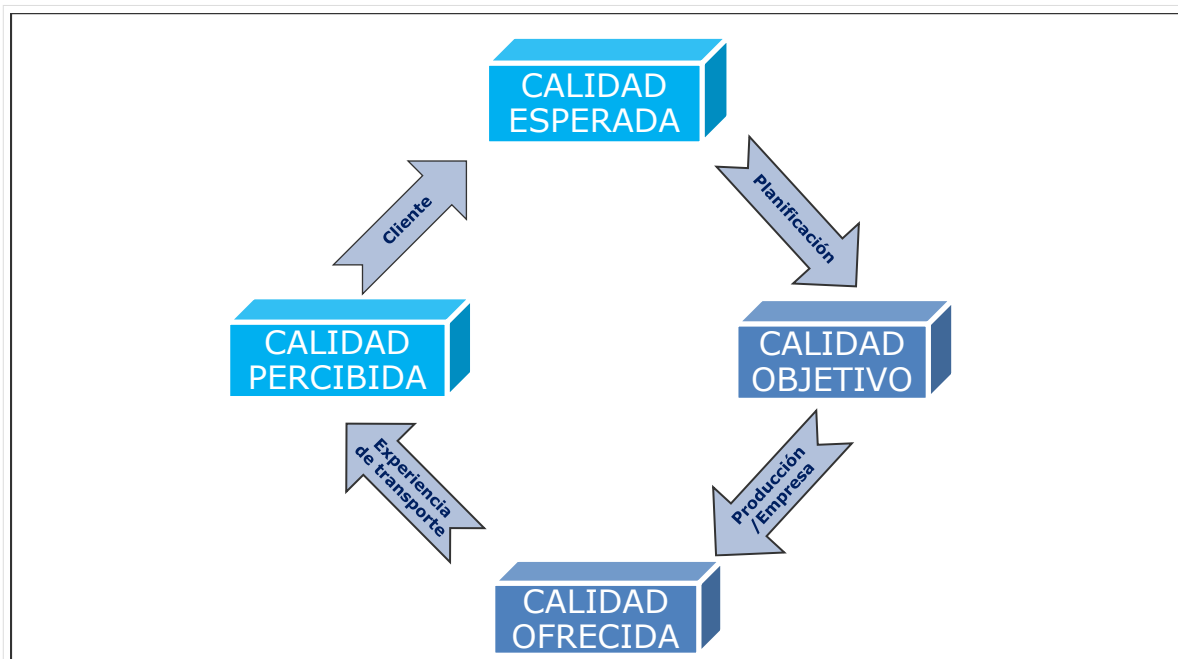 CALIDAD
ESPERADA
Planificación
CALIDAD
OBJETIVO
Producción
/Empresa
CALIDAD
OFRECIDA
Experiencia
de transporte
CALIDAD
PERCIBIDA
Cliente